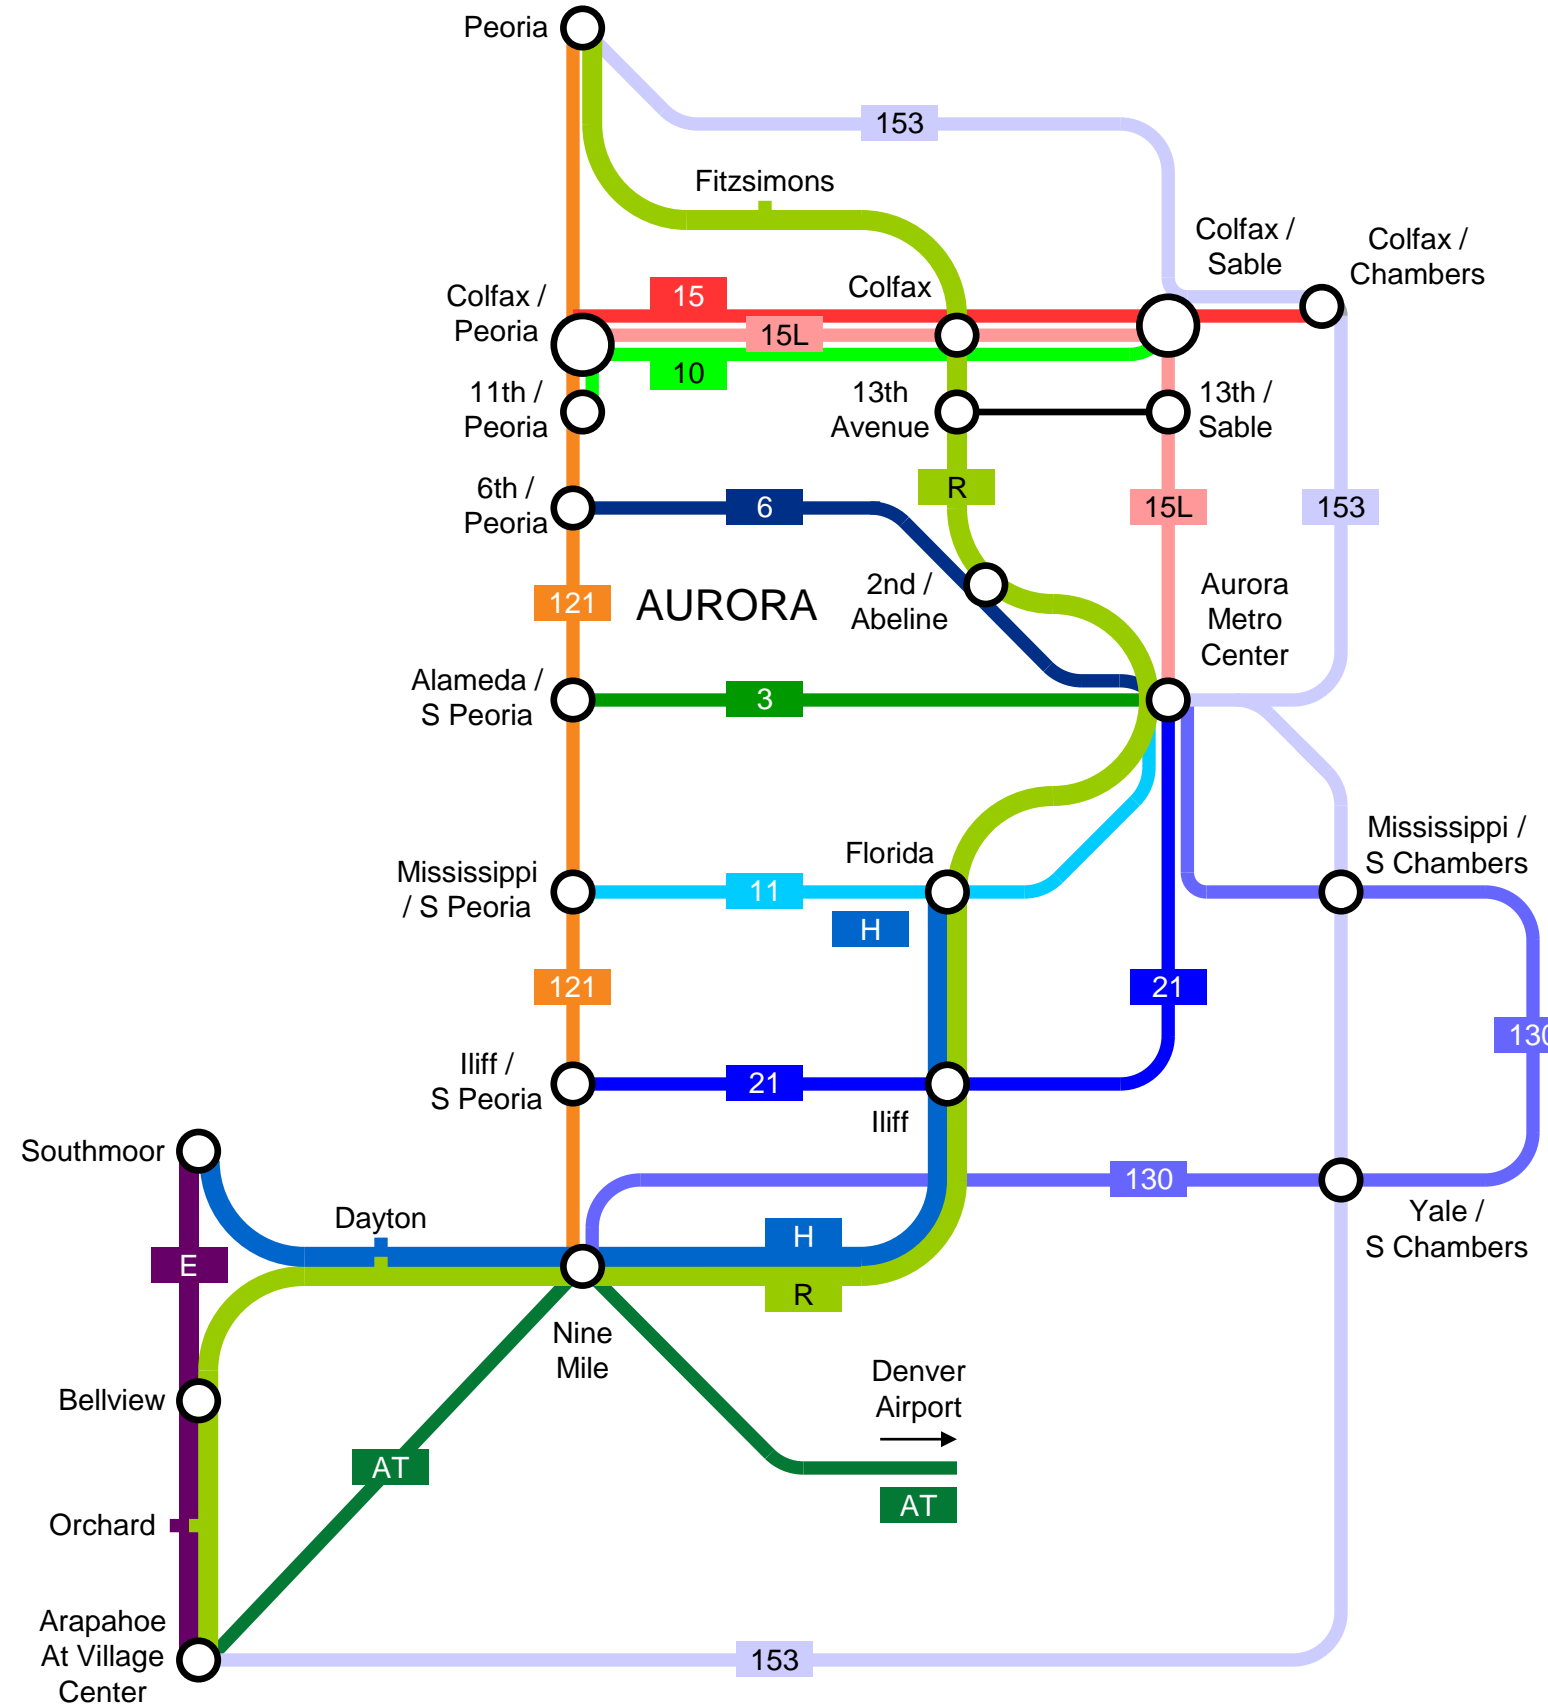 Peoria
153
Fitzsimons
Colfax /
Sable
Colfax /
Chambers
Colfax /
Peoria
15
Colfax
15L
10
11th /
Peoria
13th
Avenue
13th /
Sable
6th /
Peoria
6
R
15L
153
121
AURORA
2nd /
Abeline
Aurora
Metro
Center
Alameda /
S Peoria
3
Mississippi
/ S Peoria
11
Florida
H
Mississippi /
S Chambers
121
21
130
Iliff /
S Peoria
21
Iliff
Southmoor
130
Dayton
H
R
Yale /
S Chambers
E
Nine
Mile
Bellview
Denver
Airport
AT
AT
Orchard
Arapahoe
At Village
Center
153